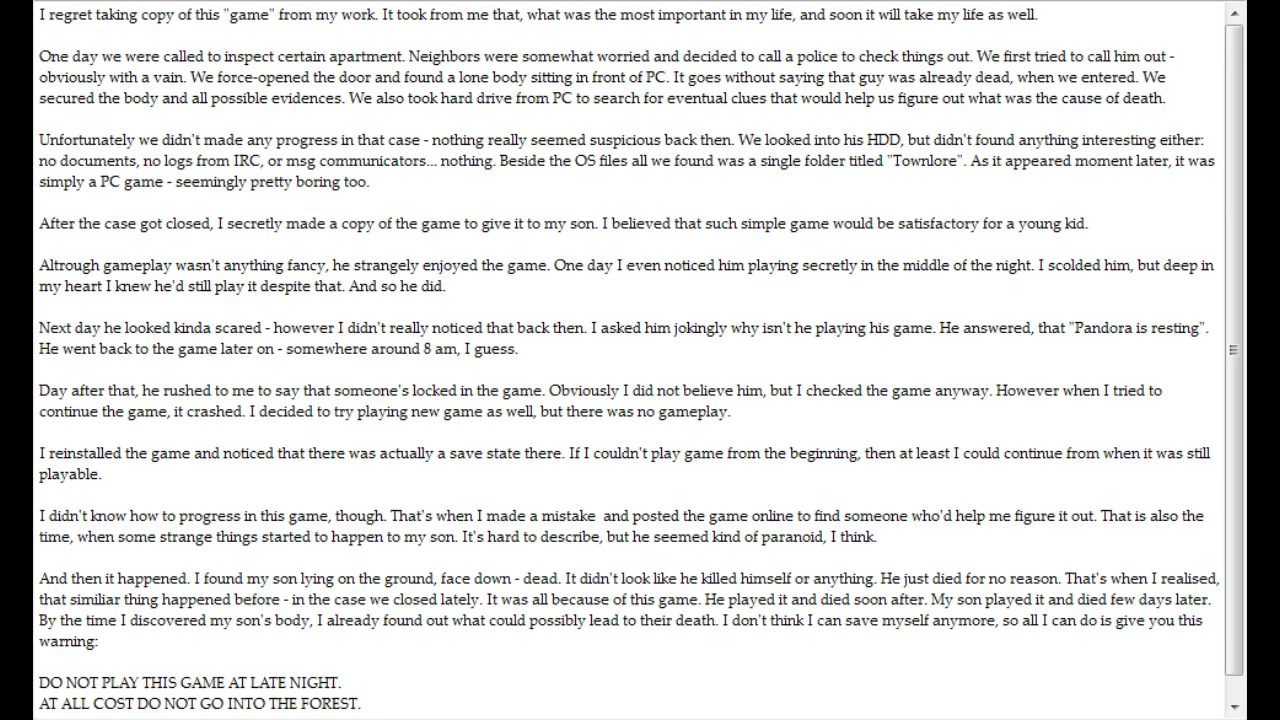 I regret taking copy of this "game" from my work. It took from me that, what was the most important in my life, and soon it will take my life as well.
One day we were called to inspect certain apartment. Neighbors were somewhat worried and decided to call a police to check things out. We first tried to call him out -
obviously with a vain. We force-opened the door and found a lone body sitting in front of PC. It goes without saying that guy was already dead, when we entered. We
secured the body and all possible evidences. We also took hard drive from PC to search for eventual clues that would help us figure out what was the cause of death.
Unfortunately we didn't made any progress in that case - nothing really seemed suspicious back then. We looked into his HDD, but didn't found anything interesting either:
no documents, no logs from IRC, or msg communicators... nothing. Beside the OS files all we found was a single folder titled "Townlore". As it appeared moment later, it was
simply a PC game - seemingly pretty boring too.
After the case got closed, I secretly made a copy of the game to give it to my son. I believed that such simple game would be satisfactory for a young kid.
Altrough gameplay wasn't anything fancy, he strangely enjoyed the game. One day I even noticed him playing secretly in the middle of the night. I scolded him, but deep in
my heart I knew he'd still play it despite that. And so he did.
Next day he looked kinda scared - however I didn't really noticed that back then. I asked him jokingly why isn't he playing his game. He answered, that "Pandora is resting".
He went back to the game later on - somewhere around 8 am, I guess.
Day after that, he rushed to me to say that someone's locked in the game. Obviously I did not believe him, but I checked the game anyway. However when I tried to
continue the game, it crashed. I decided to try playing new game as well, but there was no gameplay.
I reinstalled the game and noticed that there was actually a save state there. If I couldn't play game from the beginning, then at least I could continue from when it was still
playable.
I didn't know how to progress in this game, though. That's when I made a mistake  and posted the game online to find someone who'd help me figure it out. That is also the
time, when some strange things started to happen to my son. It's hard to describe, but he seemed kind of paranoid, I think.
And then it happened. I found my son lying on the ground, face down - dead. It didn't look like he killed himself or anything. He just died for no reason. That's when I realised,
that similiar thing happened before - in the case we closed lately. It was all because of this game. He played it and died soon after. My son played it and died few days later.
By the time I discovered my son's body, I already found out what could possibly lead to their death. I don't think I can save myself anymore, so all I can do is give you this
warning:
DO NOT PLAY THIS GAME AT LATE NIGHT.
AT ALL COST DO NOT GO INTO THE FOREST.